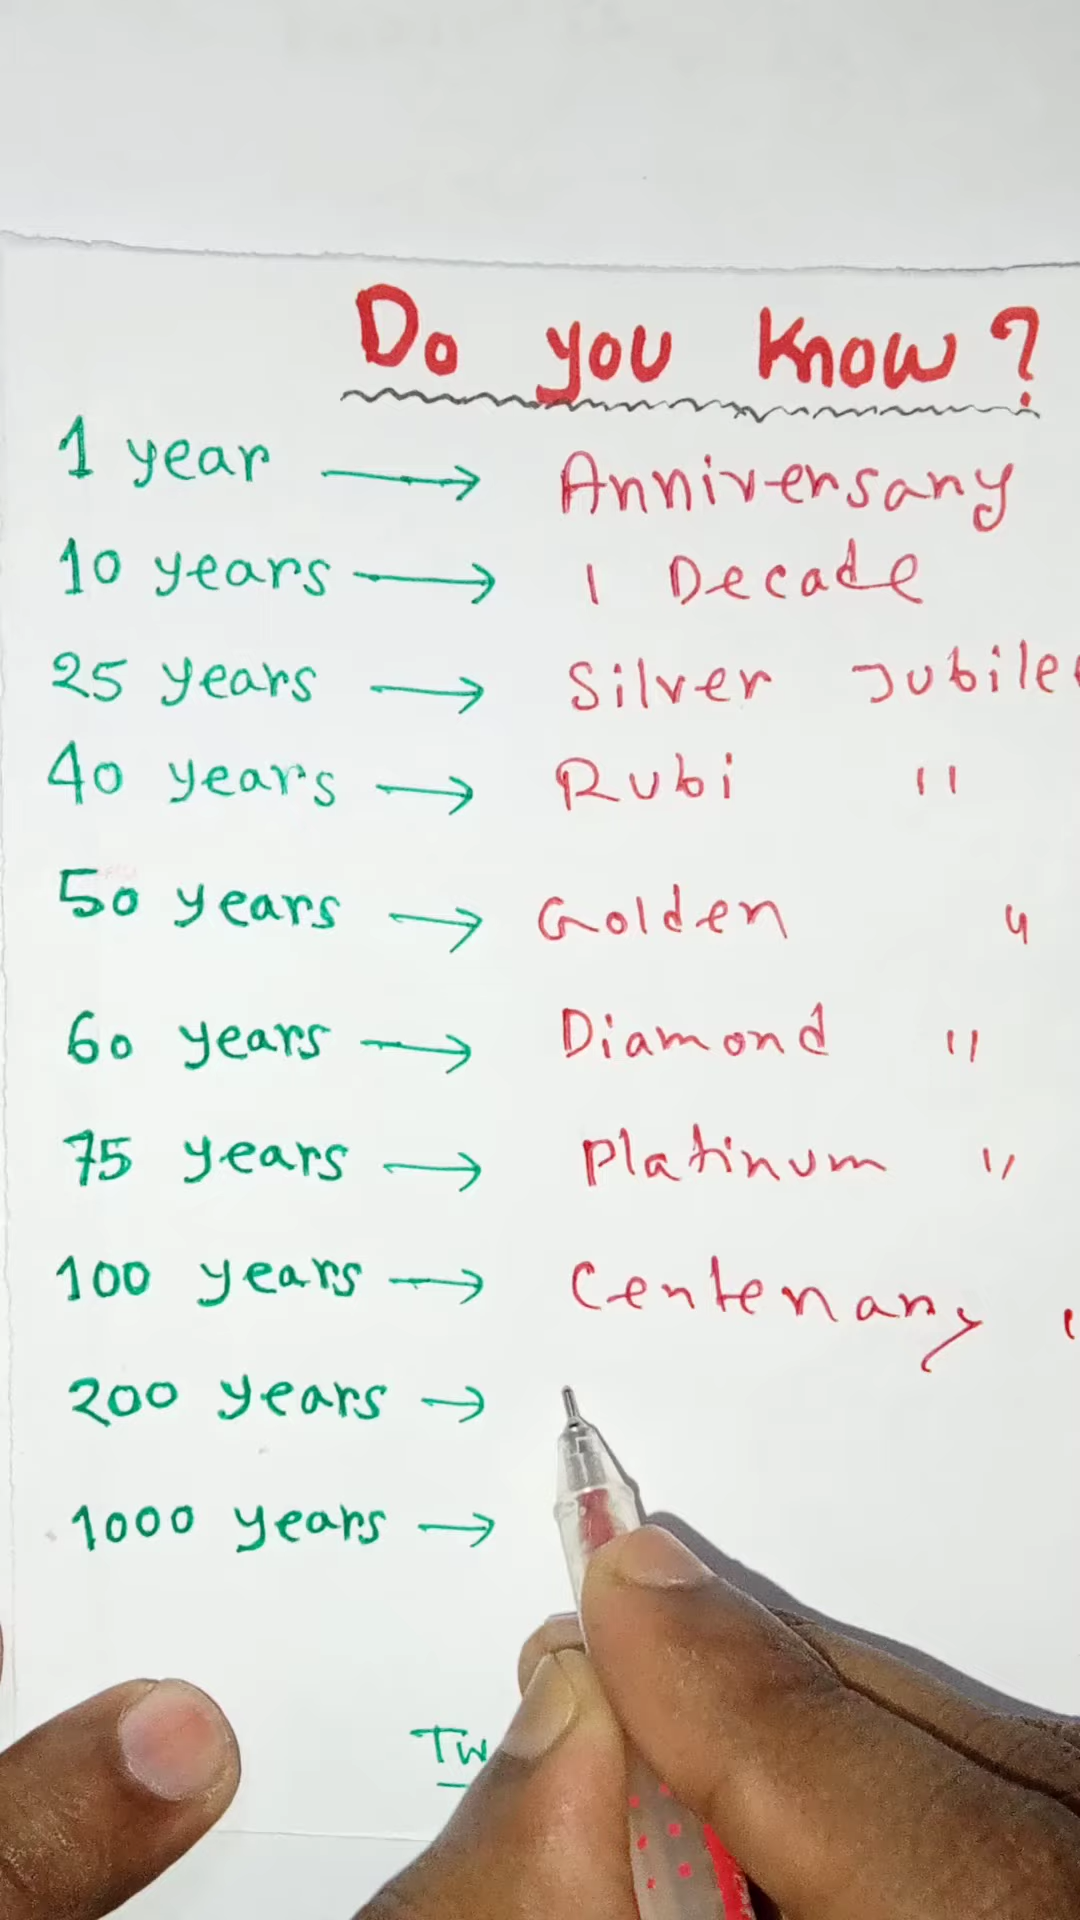 Do you know?
1 year → Anniversary
10 years → 1 Decade
25 years → Silver Jubilee
40 years → Rubi "
50 years → Golden "
60 years → Diamond "
75 years → Platinum "
100 years → Centenary "
200 years →
1000 years →
Tw